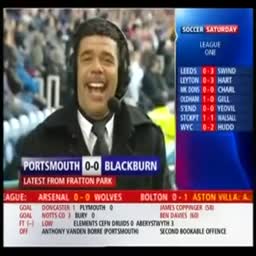 SOCCER SATURDAY
LEAGUE
ONE
LEEDS 0-3 SWIND
LEYTON 0-3 HART
MK DONS 0-0 CHARL
OLDHAM 1-0 GILL
S'END 0-0 YEOVIL
STCKPT 1-1 WALSALL
WYC 0-2 HUDD
PORTSMOUTH 0-0 BLACKBURN
LATEST FROM FRATTON PARK
LEAGUE: ARSENAL 0-0 WOLVES BOLTON 0-1 ASTON VILLA:
GOAL DONCASTER 1 PLYMOUTH 0 JAMES COPPINGER (58)
GOAL NOTTS CO 3 BURY 0 BEN DAVIES (60)
FT (-) LOW ELEMENTS CEFN DRUIDS 0 ABERYSTWYTH 3
OFF ANTHONY VANDEN BORRE (PORTSMOUTH) SECOND BOOKABLE OFFENCE